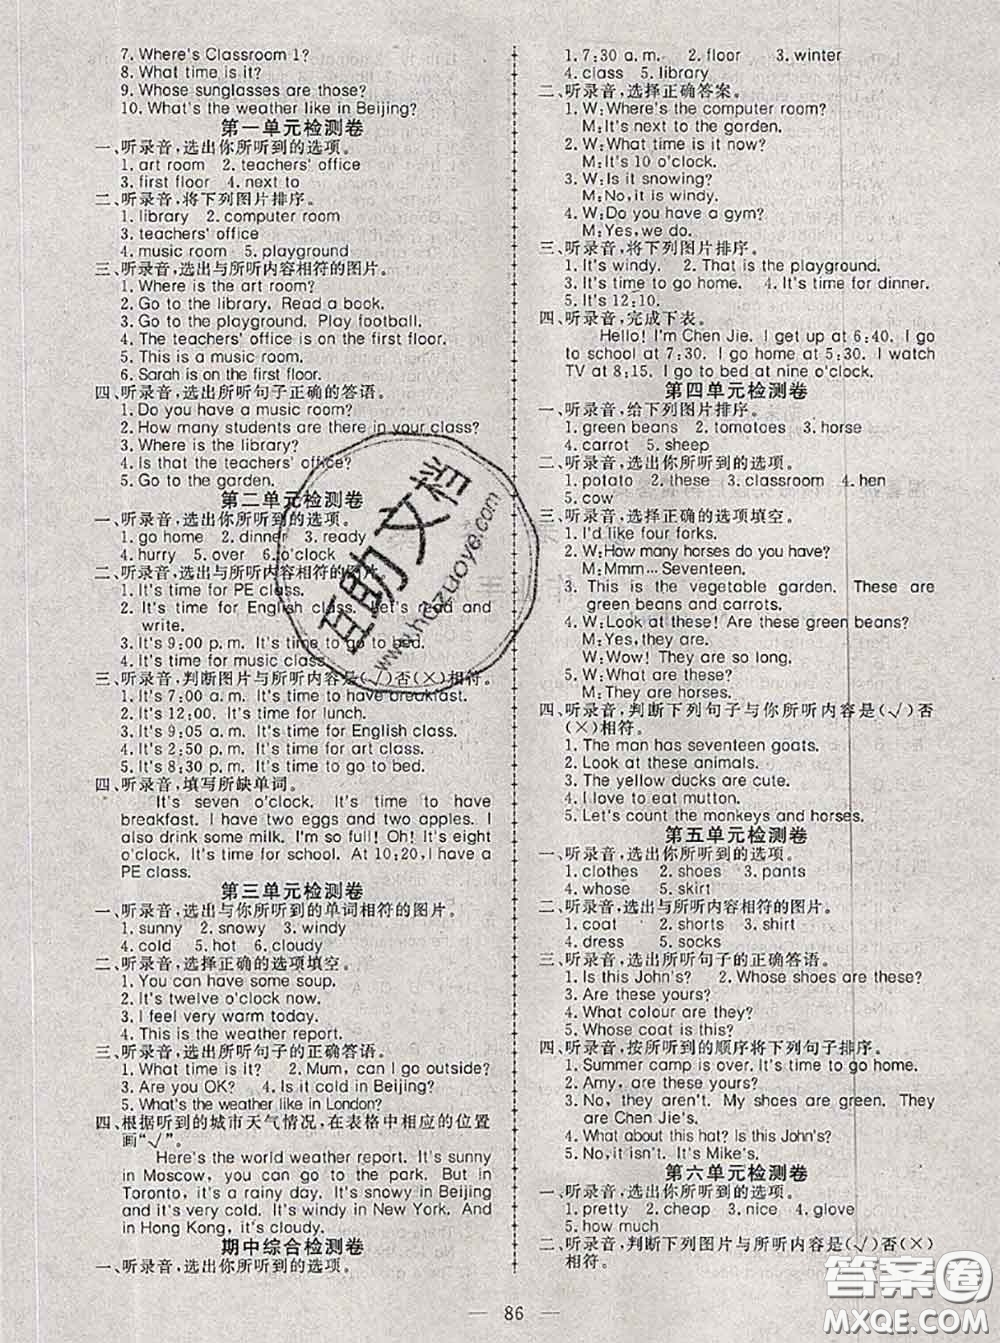 7. Where's Classroom 1?
8. What time is it?
9. Whose sunglasses are those?
10. What's the weather like in Beijing?
第一单元检测卷
一、听录音,选出你所听到的选项。
1. art room 2. teachers' office
3. first floor 4. next to
二、听录音,将下列图片排序。
1. library 2. computer room
3. teachers' office
4. music room 5. playground
三、听录音,选出与所听内容相符的图片。
1. Where is the art room?
2. Go to the library. Read a book.
3. Go to the playground. Play football.
4. The teachers' office is on the first floor.
5. This is a music room.
6. Sarah is on the first floor.
四、听录音,选出所听句子正确的答语。
1. Do you have a music room?
2. How many students are there in your class?
3. Where is the library?
4. Is that the teachers' office?
5. Go to the garden.
第二单元检测卷
一、听录音,选出你所听到的选项。
1. go home 2. dinner 3. ready
4. hurry 5. over 6. o'clock
二、听录音,选出与所听内容相符的图片。
1. It's time for PE class.
2. It's time for English class. Let's read and
write.
3. It's 9:00 p.m. It's time to go to bed.
4. It's time for music class.
三、听录音,判断图片与所听内容是(√)否(×)相符。
1. It's 7:00 a.m. It's time to have breakfast.
2. It's 12:00. It's time for lunch.
3. It's 9:05 a.m. It's time for English class.
4. It's 2:50 p.m. It's time for art class.
5. It's 8:30 p.m. It's time to go to bed.
四、听录音,填写所缺单词。
It's seven o'clock. It's time to have
breakfast. I have two eggs and two apples. I
also drink some milk. I'm so full! Oh! It's eight
o'clock. It's time for school. At 10:20, I have a
PE class.
第三单元检测卷
一、听录音,选出与你所听到的单词相符的图片。
1. sunny 2. snowy 3. windy
4. cold 5. hot 6. cloudy
二、听录音,选择正确的选项填空。
1. You can have some soup.
2. It's twelve o'clock now.
3. I feel very warm today.
4. This is the weather report.
三、听录音,选出所听句子的正确答语。
1. What time is it? 2. Mum, can I go outside?
3. Are you OK? 4. Is it cold in Beijing?
5. What's the weather like in London?
四、根据听到的城市天气情况,在表格中相应的位置
画“√”。
Here's the world weather report. It's sunny
in Moscow, you can go to the park. But in
Toronto, it's a rainy day. It's snowy in Beijing
and it's very cold. It's windy in New York. And
in Hong Kong, it's cloudy.
期中综合检测卷
一、听录音,选出你所听到的选项。
1. 7:30 a.m. 2. floor 3. winter
4. class 5. library
二、听录音,选择正确答案。
1. W:Where's the computer room?
M:It's next to the garden.
2. W:What time is it now?
M:It's 10 o'clock.
3. W:Is it snowing?
M:No. It is windy.
4. W:Do you have a gym?
M:Yes, we do.
三、听录音,将下列图片排序。
1. It's windy. 2. That is the playground.
3. It's time to go home. 4. It's time for dinner.
5. It's 12:10.
四、听录音,完成下表。
Hello! I'm Chen Jie. I get up at 6:40. I go
to school at 7:30. I go home at 5:30. I watch
TV at 8:15. I go to bed at nine o'clock.
第四单元检测卷
一、听录音,给下列图片排序。
1. green beans 2. tomatoes 3. horse
4. carrot 5. sheep
二、听录音,选出你所听到的选项。
1. potato 2. these 3. classroom 4. hen
5. cow
三、听录音,选择正确的选项填空。
1. I'd like four forks.
2. W:How many horses do you have?
M:Mmm... Seventeen.
3. This is the vegetable garden. These are
green beans and carrots.
4. W:Look at these! Are these green beans?
M:Yes, they are.
W:Wow! They are so long.
5. W:What are these?
M:They are horses.
四、听录音,判断下列句子与你所听内容是(√)否
(×)相符。
1. The man has seventeen goats.
2. Look at these animals.
3. The yellow ducks are cute.
4. I love to eat mutton.
5. Let's count the monkeys and horses.
第五单元检测卷
一、听录音,选出你所听到的选项。
1. clothes 2. shoes 3. pants
4. whose 5. skirt
二、听录音,选出与你所听内容相符的图片。
1. coat 2. shorts 3. shirt
4. dress 5. socks
三、听录音,选出所听句子的正确答语。
1. Is this John's? 2. Whose shoes are these?
3. Are these yours?
4. What colour are they?
5. Whose coat is this?
四、听录音,按所听到的顺序将下列句子排序。
1. Summer camp is over. It's time to go home.
2. Amy, are these yours?
3. No, they aren't. My shoes are green. They
are Chen Jie's.
4. What about this hat? Is this John's?
5. No, it isn't. It's Mike's.
第六单元检测卷
一、听录音,选出你所听到的选项。
1. pretty 2. cheap 3. nice 4. glove
5. how much
二、听录音,判断下列图片与所听内容是(√)否(×)
相符。
— 86 —
互助文档
www.hdzuoye.com
答案圈
MXQE.COM